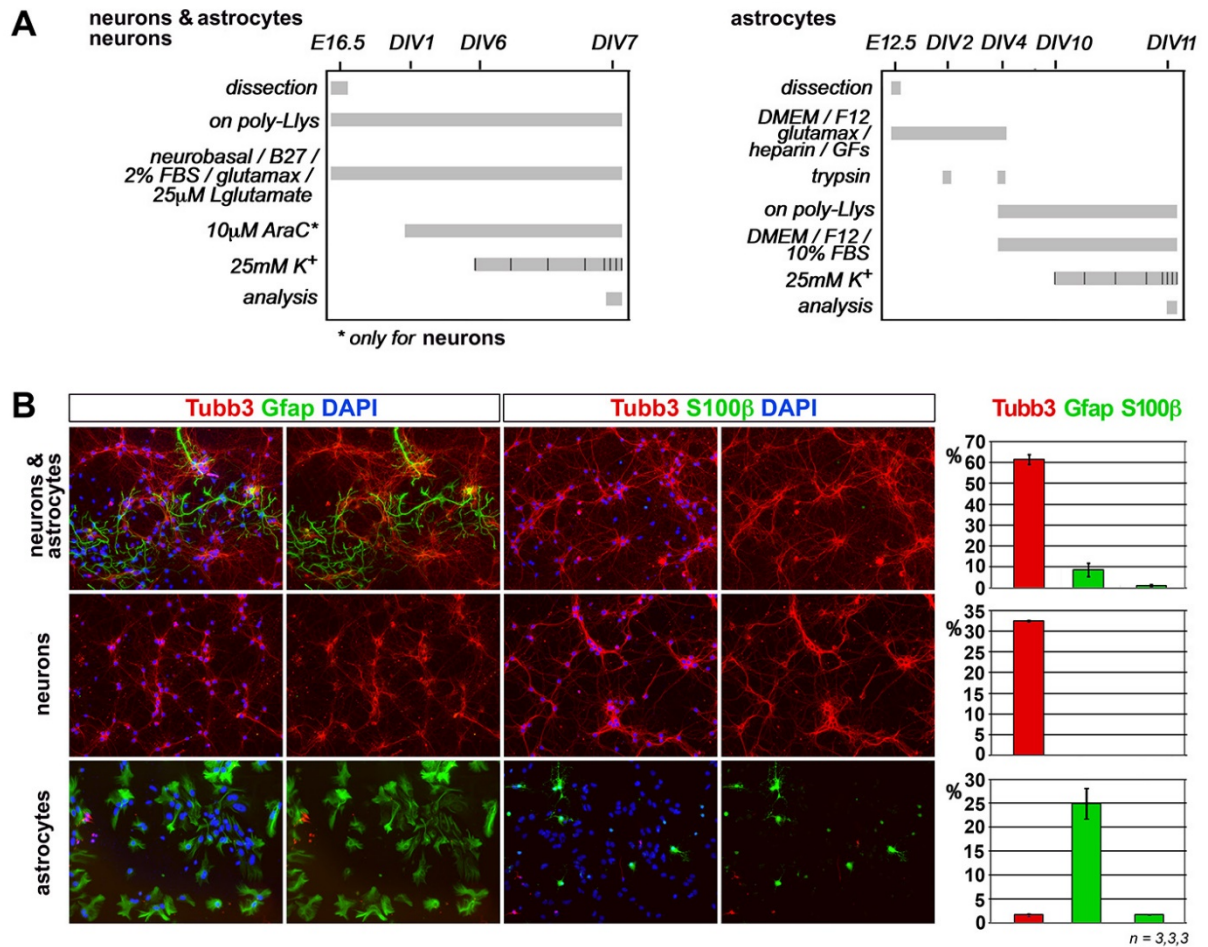 A
neurons & astrocytes
neurons
E16.5 DIV1 DIV6 DIV7
dissection
on poly-Llys
neurobasal / B27 /
2% FBS / glutamax /
25µM Lglutamate
10µM AraC*
25mM K+
analysis
* only for neurons
astrocytes
E12.5 DIV2 DIV4 DIV10 DIV11
dissection
DMEM / F12
glutamax /
heparin / GFs
trypsin
on poly-Llys
DMEM / F12 /
10% FBS
25mM K+
analysis
B
Tubb3 Gfap DAPI
Tubb3 S100β DAPI
Tubb3 Gfap S100β
neurons &
astrocytes
neurons
astrocytes
%
70
60
50
40
30
20
10
0
%
35
30
25
20
15
10
5
0
%
30
25
20
15
10
5
0
n = 3,3,3